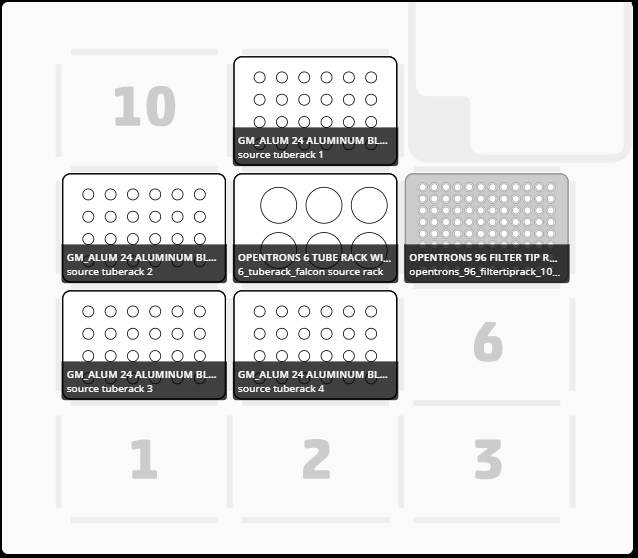 10
GM_ALUM 24 ALUMINUM BL...
source tuberack 1
GM_ALUM 24 ALUMINUM BL...
source tuberack 2
OPENTRONS 6 TUBE RACK WI...
6_tuberack_falcon source rack
OPENTRONS 96 FILTER TIP R...
opentrons_96_filtertiprack_10...
GM_ALUM 24 ALUMINUM BL...
source tuberack 3
GM_ALUM 24 ALUMINUM BL...
source tuberack 4
6
1
2
3